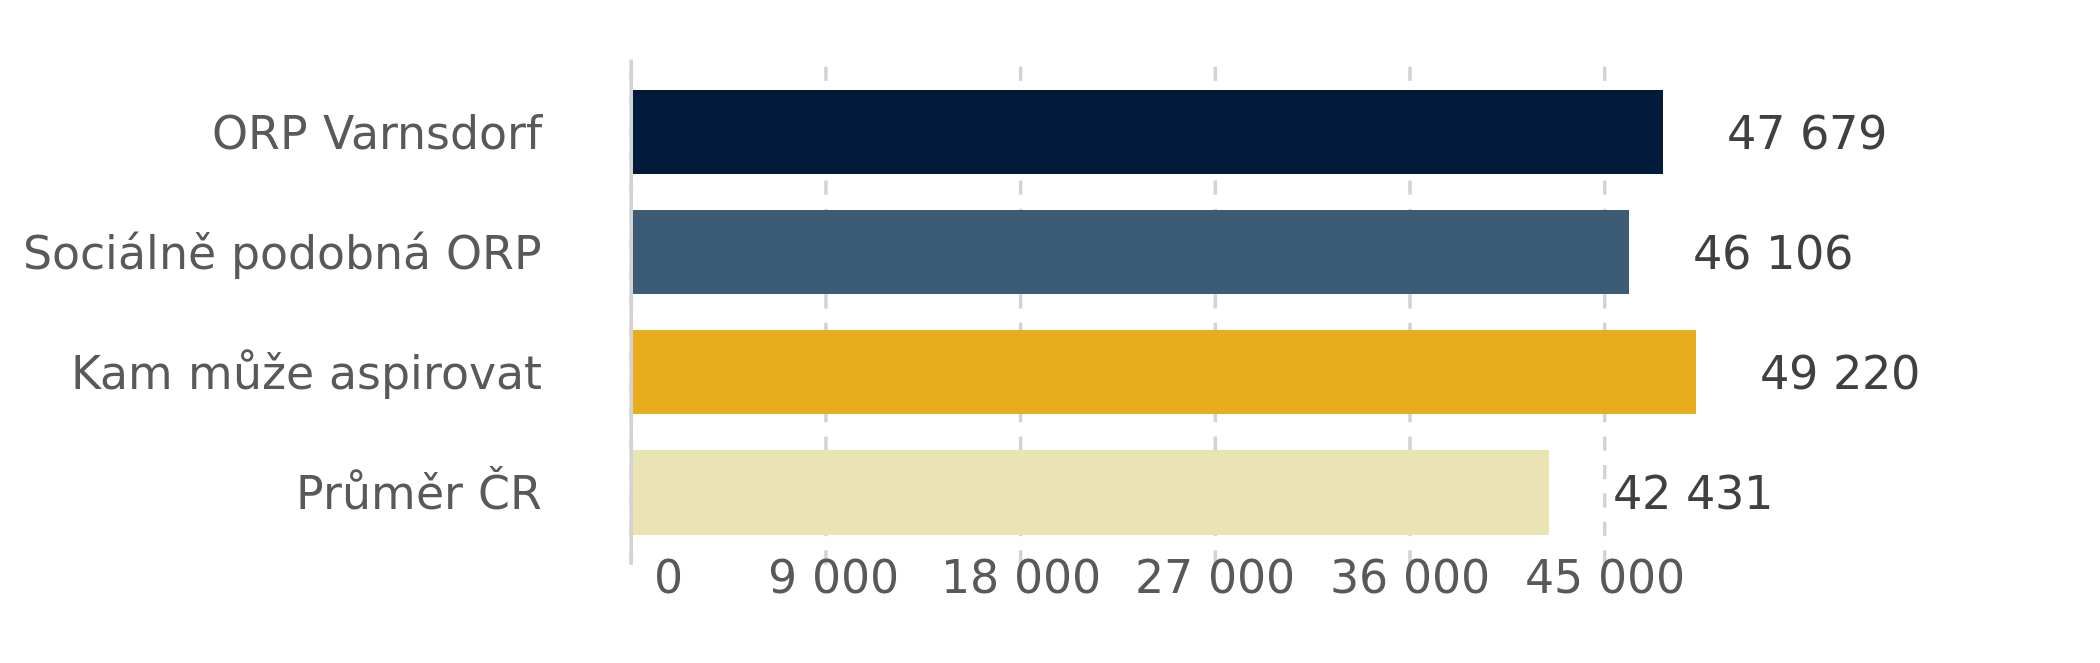 ORP Varnsdorf 47 679
Sociálně podobná ORP 46 106
Kam může aspirovat 49 220
Průměr ČR 42 431
0 9 000 18 000 27 000 36 000 45 000